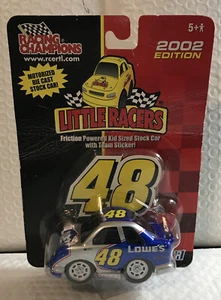 RACING CHAMPIONS
www.rcertl.com
MOTORIZED
DIE CAST
STOCK CAR!
5+
2002
EDITION
LITTLE RACERS
Friction Powered Kid Sized Stock Car
with Team Sticker!
48
48
LOWE'S
48